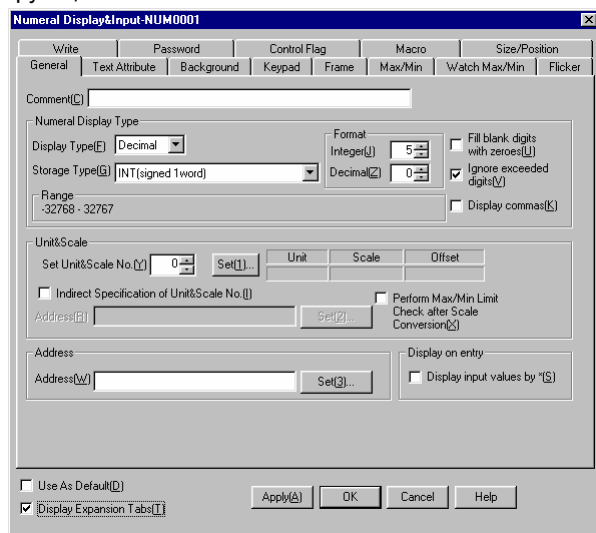 Numeral Display&Input-NUM0001
Write Password Control Flag Macro Size/Position
General Text Attribute Background Keypad Frame Max/Min Watch Max/Min Flicker
Comment(C)
Numeral Display Type
Display Type(F) Decimal
Storage Type(G) INT(signed 1word)
Format
Integer(J) 5
Decimal(Z) 0
Fill blank digits
with zeroes(U)
Ignore exceeded
digits(V)
Display commas(K)
Range
-32768 - 32767
Unit&Scale
Set Unit&Scale No.(Y) 0 Set(1)... Unit Scale Offset
Indirect Specification of Unit&Scale No.(I)
Address(R) Set(2)...
Perform Max/Min Limit
Check after Scale
Conversion(X)
Address
Address(W) Set(3)...
Display on entry
Display input values by *(S)
Use As Default(D)
Display Expansion Tabs(T)
Apply(A) OK Cancel Help